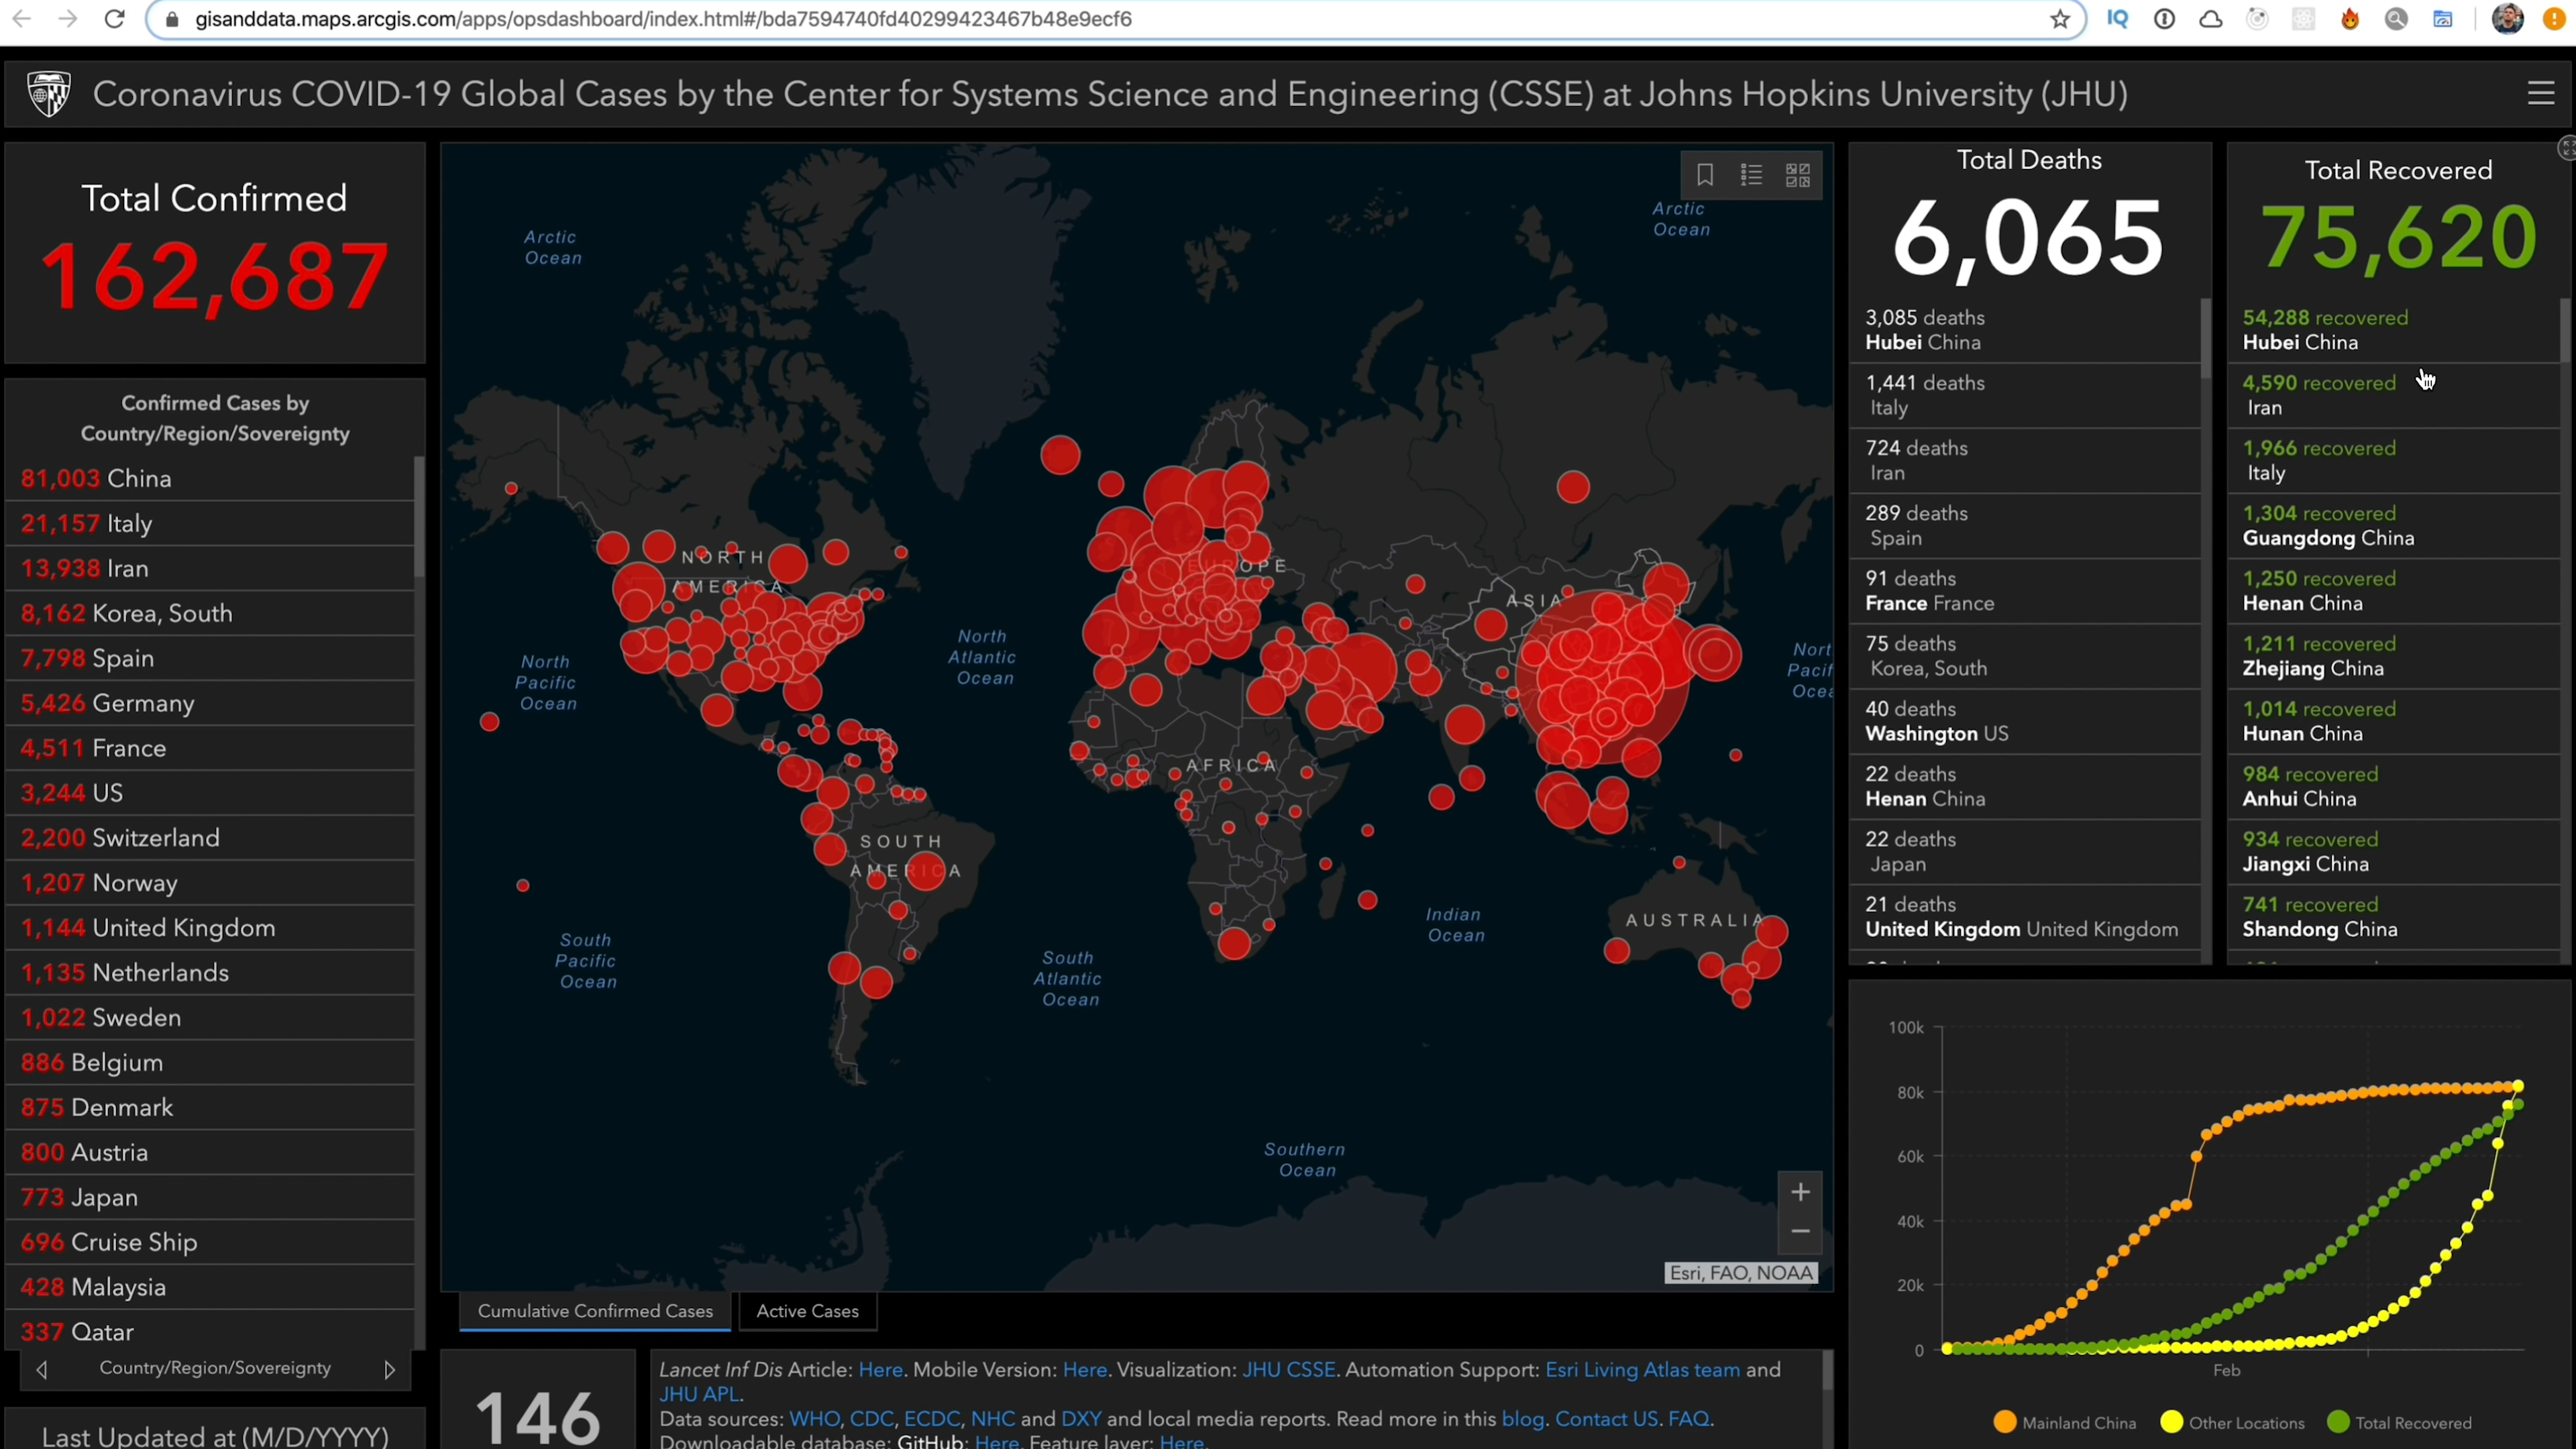 gisanddata.maps.arcgis.com/apps/opsdashboard/index.html#/bda7594740fd40299423467b48e9ecf6
IQ
Coronavirus COVID-19 Global Cases by the Center for Systems Science and Engineering (CSSE) at Johns Hopkins University (JHU)
Total Confirmed
162,687
Confirmed Cases by
Country/Region/Sovereignty
81,003 China
21,157 Italy
13,938 Iran
8,162 Korea, South
7,798 Spain
5,426 Germany
4,511 France
3,244 US
2,200 Switzerland
1,207 Norway
1,144 United Kingdom
1,135 Netherlands
1,022 Sweden
886 Belgium
875 Denmark
800 Austria
773 Japan
696 Cruise Ship
428 Malaysia
337 Qatar
Country/Region/Sovereignty
Last Updated at (M/D/YYYY)
Arctic
Ocean
Arctic
Ocean
NORTH
AMERICA
EUROPE
ASIA
North
Pacific
Ocean
North
Atlantic
Ocean
AFRICA
SOUTH
AMERICA
Indian
Ocean
AUSTRALIA
South
Pacific
Ocean
South
Atlantic
Ocean
Southern
Ocean
Esri, FAO, NOAA
Cumulative Confirmed Cases
Active Cases
146
Lancet Inf Dis Article: Here. Mobile Version: Here. Visualization: JHU CSSE. Automation Support: Esri Living Atlas team and
JHU APL.
Data sources: WHO, CDC, ECDC, NHC and DXY and local media reports. Read more in this blog. Contact US. FAQ.
Downloadable database: GitHub: Here. Feature layer: Here.
Total Deaths
6,065
3,085 deaths
Hubei China
1,441 deaths
Italy
724 deaths
Iran
289 deaths
Spain
91 deaths
France France
75 deaths
Korea, South
40 deaths
Washington US
22 deaths
Henan China
22 deaths
Japan
21 deaths
United Kingdom United Kingdom
Total Recovered
75,620
54,288 recovered
Hubei China
4,590 recovered
Iran
1,966 recovered
Italy
1,304 recovered
Guangdong China
1,250 recovered
Henan China
1,211 recovered
Zhejiang China
1,014 recovered
Hunan China
984 recovered
Anhui China
934 recovered
Jiangxi China
741 recovered
Shandong China
100k
80k
60k
40k
20k
0
Feb
Mainland China
Other Locations
Total Recovered